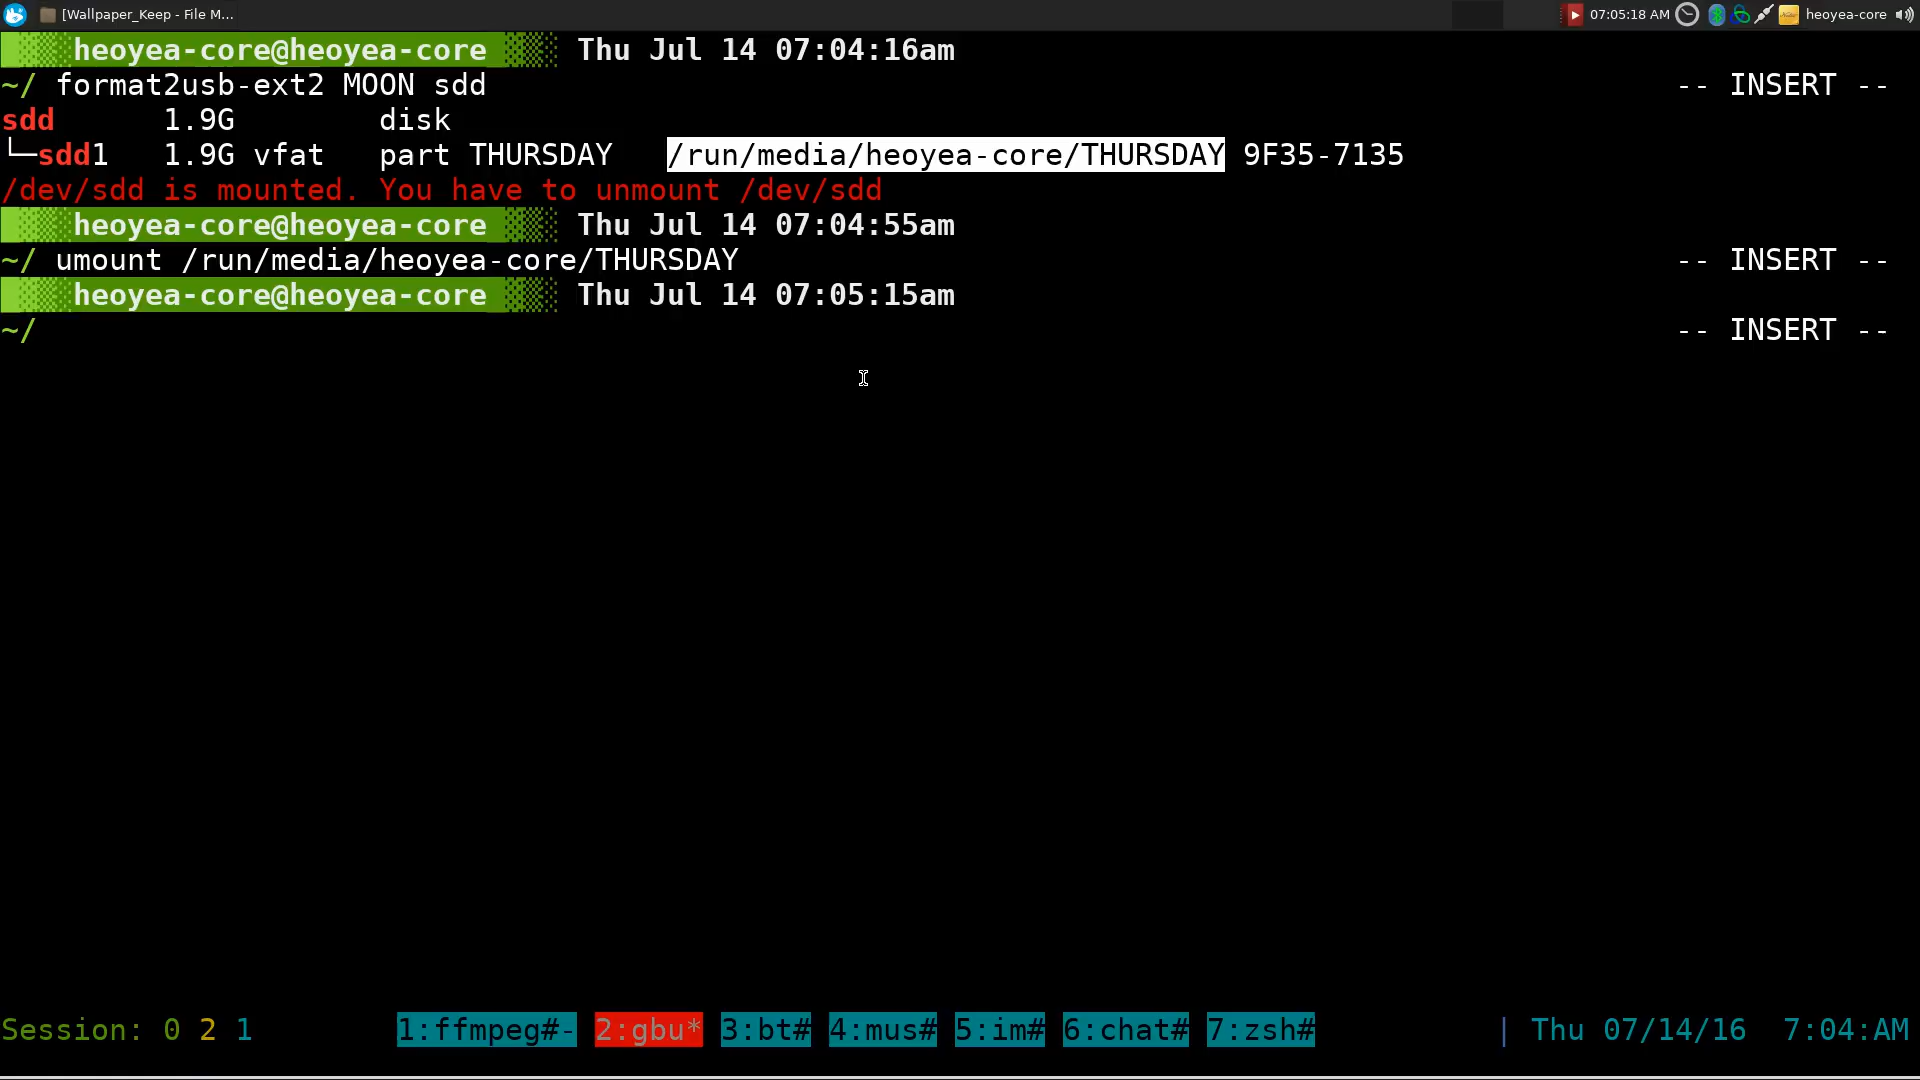 [Wallpaper_Keep - File M... 07:05:18 AM heoyea-core
heoyea-core@heoyea-core Thu Jul 14 07:04:16am
~/ format2usb-ext2 MOON sdd -- INSERT --
sdd 1.9G disk
└─sdd1 1.9G vfat part THURSDAY /run/media/heoyea-core/THURSDAY 9F35-7135
/dev/sdd is mounted. You have to unmount /dev/sdd
heoyea-core@heoyea-core Thu Jul 14 07:04:55am
~/ umount /run/media/heoyea-core/THURSDAY -- INSERT --
heoyea-core@heoyea-core Thu Jul 14 07:05:15am
~/ -- INSERT --
Session: 0 2 1 1:ffmpeg#- 2:gbu* 3:bt# 4:mus# 5:im# 6:chat# 7:zsh# | Thu 07/14/16 7:04:AM